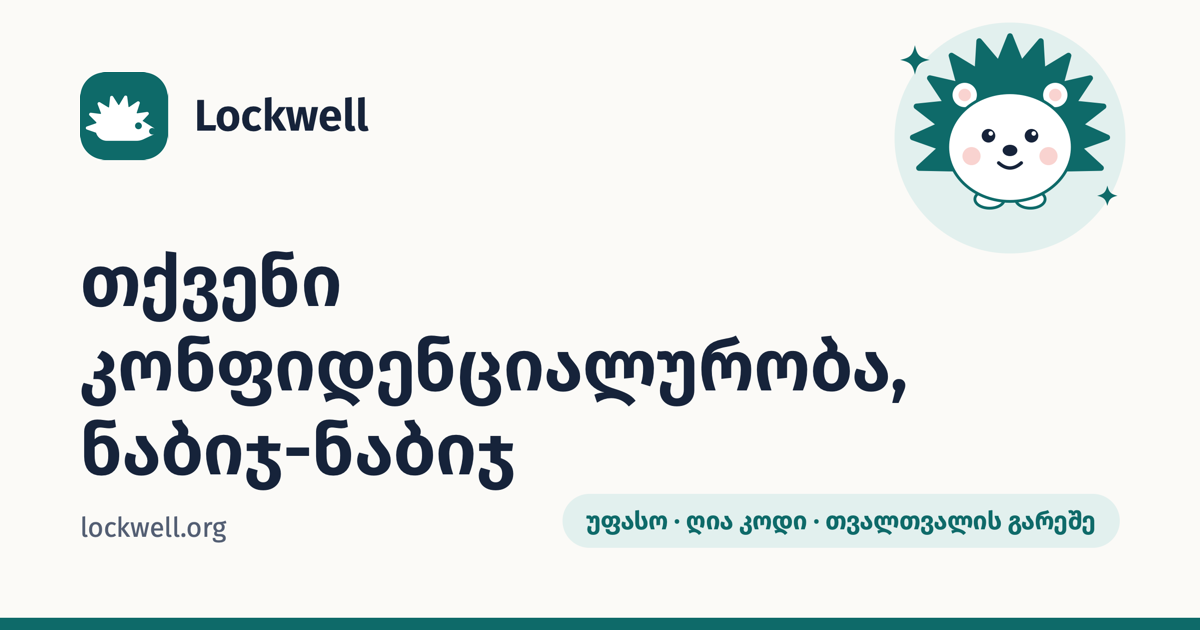 Lockwell
თქვენი
კონფიდენციალურობა,
ნაბიჯ-ნაბიჯ
lockwell.org
უფასო · ღია კოდი · თვალთვალის გარეშე